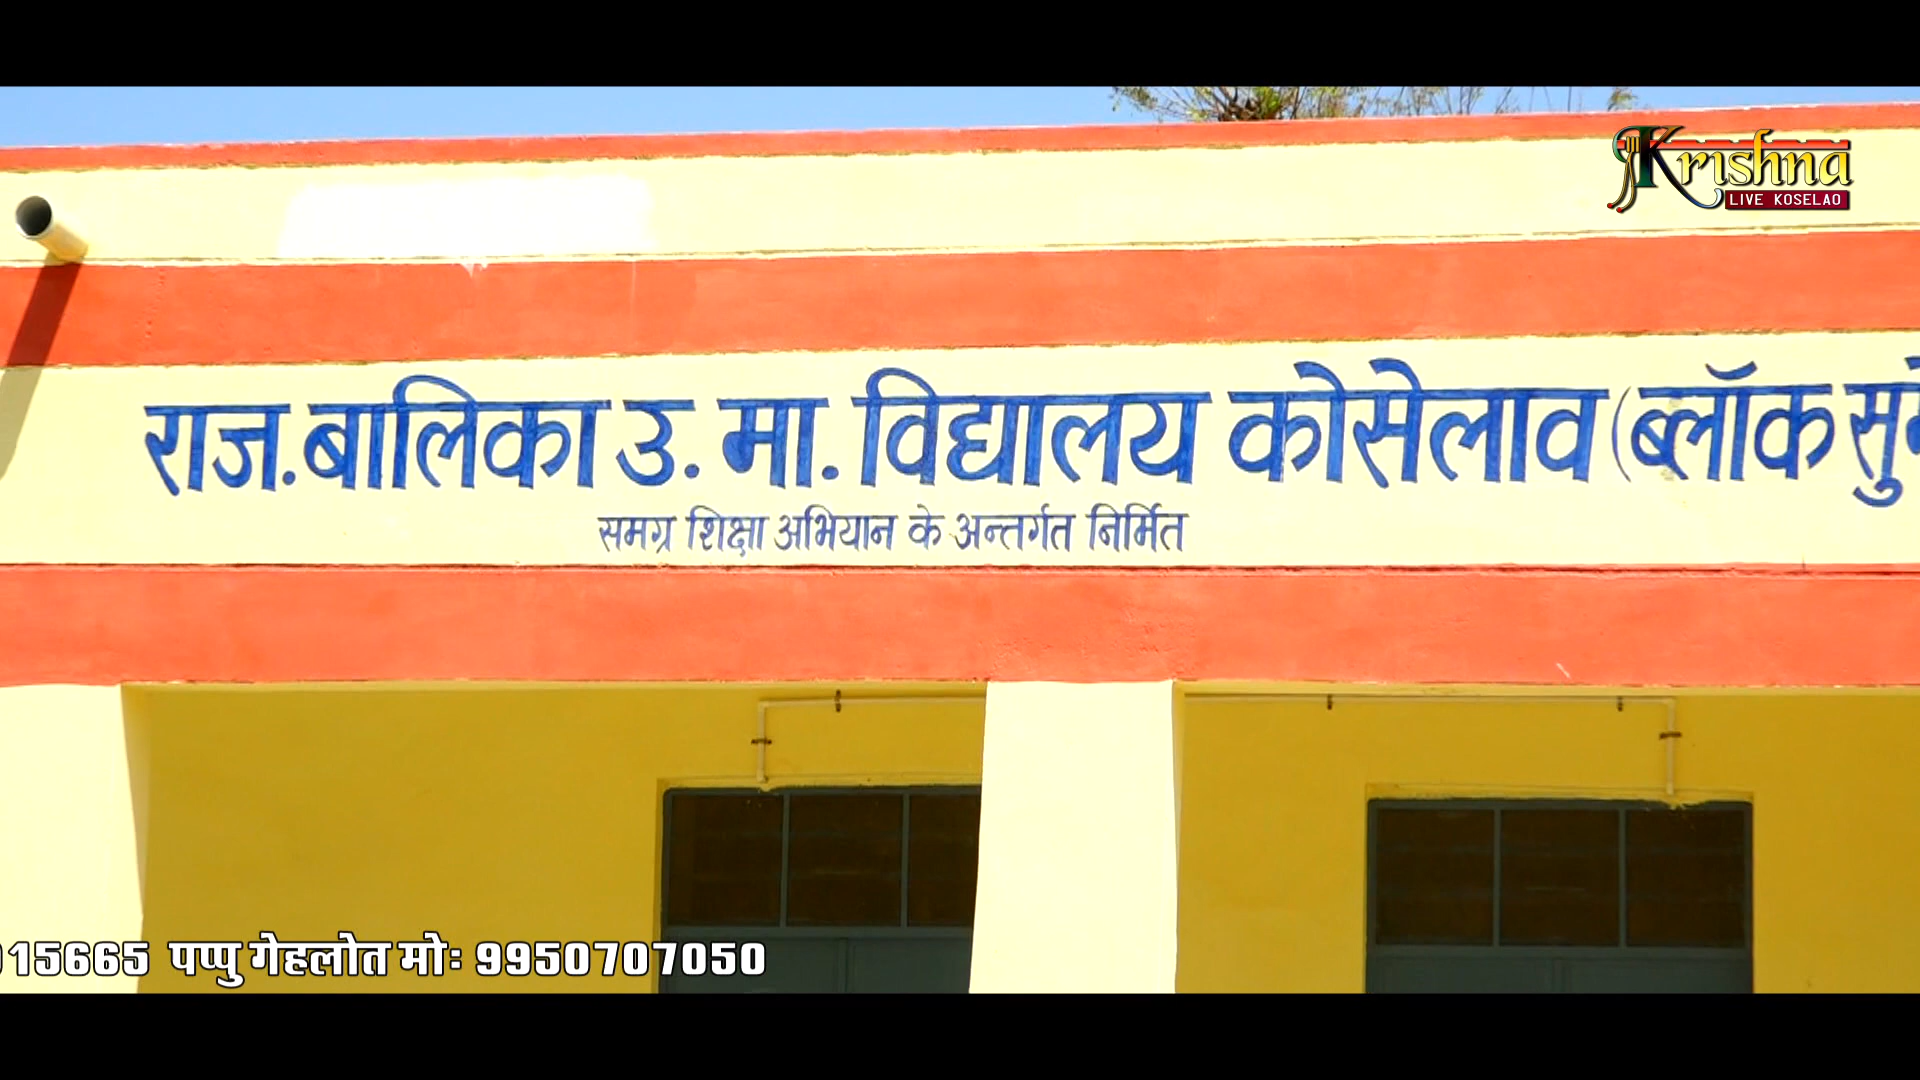 Krishna
LIVE KOSELAO
राज. बालिका उ. मा. विद्यालय कोसेलाव (ब्लॉक
समग्र शिक्षा अभियान के अन्तर्गत निर्मित
15665 पप्पु गेहलोत मोः 9950707050